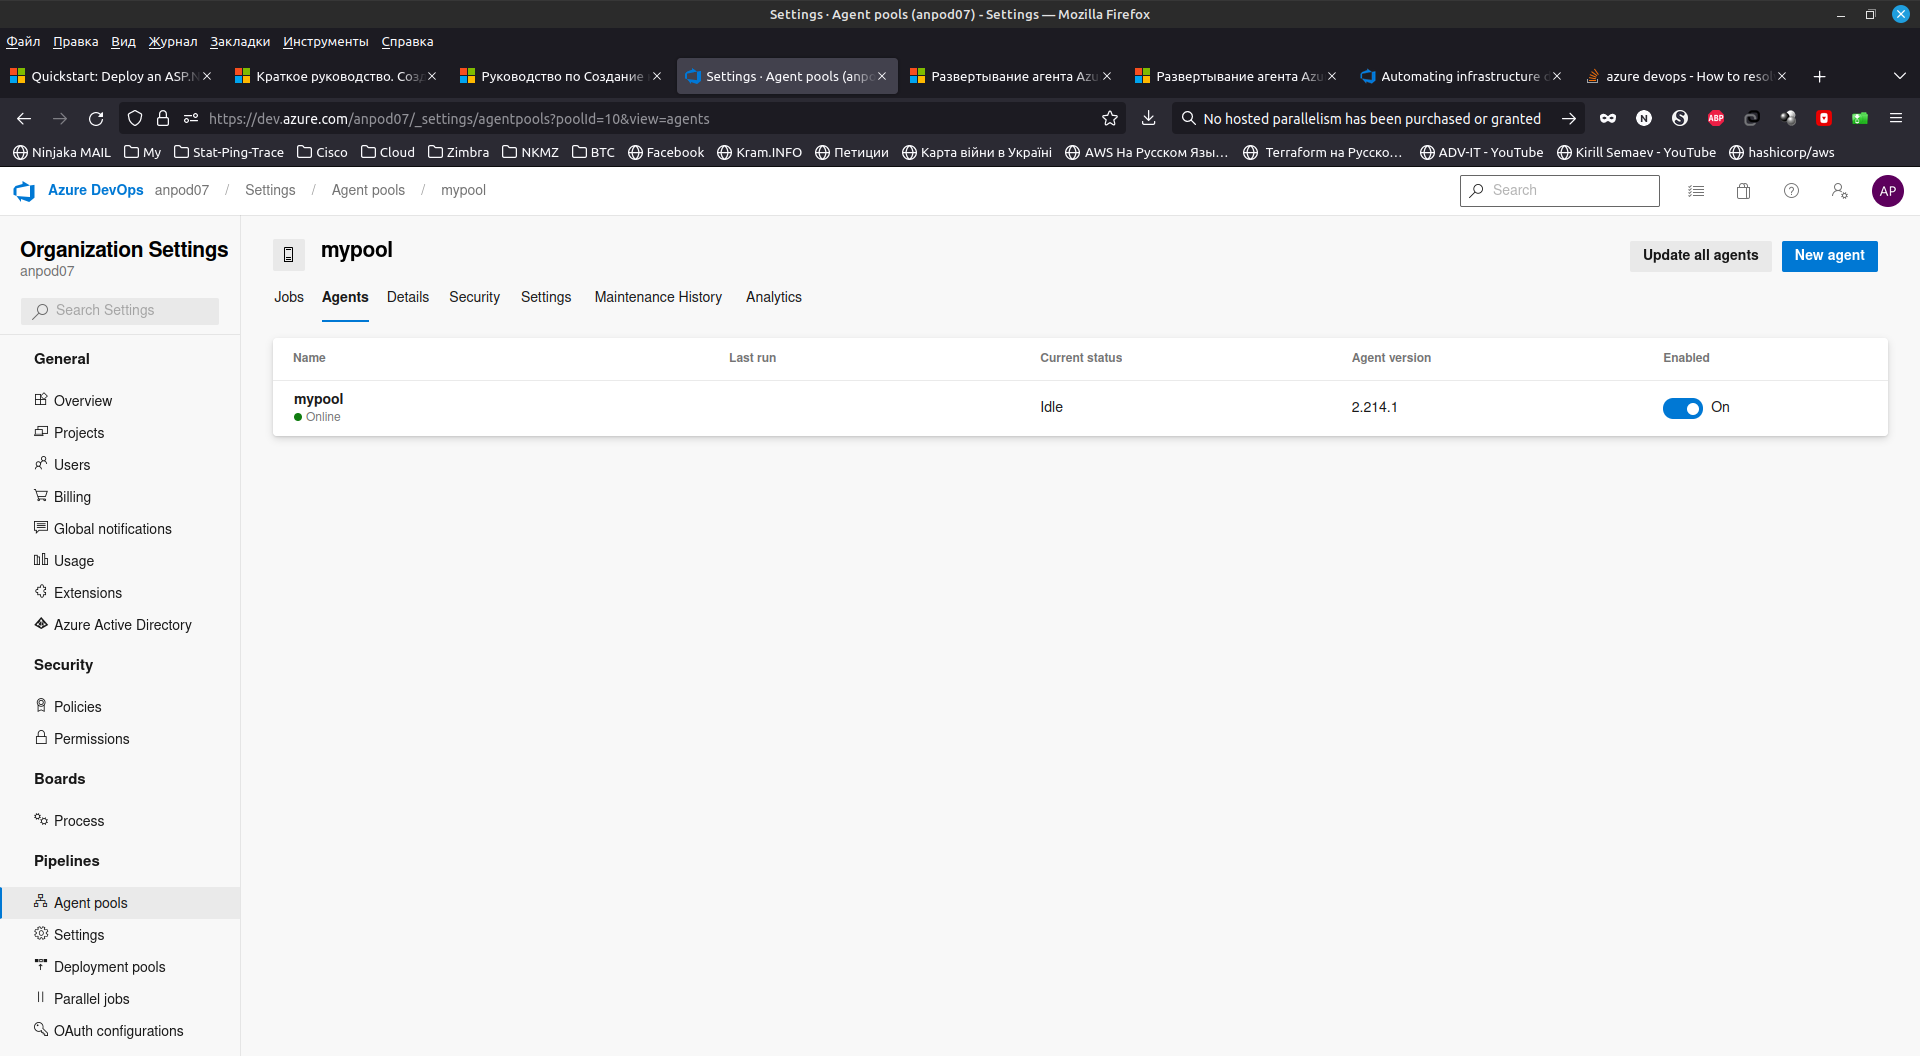 Settings · Agent pools (anpod07) - Settings — Mozilla Firefox
Файл Правка Вид Журнал Закладки Инструменты Справка
Quickstart: Deploy an ASP.N Краткое руководство. Соз Руководство по Создание Settings · Agent pools (anpo Развертывание агента Azu Развертывание агента Azu Automating infrastructure d azure devops - How to resol
https://dev.azure.com/anpod07/_settings/agentpools?poolId=10&view=agents No hosted parallelism has been purchased or granted
Ninjaka MAIL My Stat-Ping-Trace Cisco Cloud Zimbra NKMZ BTC Facebook Kram.INFO Петиции Карта війни в Україні AWS На Русском Язы… Terraform на Русско… ADV-IT - YouTube Kirill Semaev - YouTube hashicorp/aws
Azure DevOps anpod07 / Settings / Agent pools / mypool Search AP
Organization Settings
anpod07
Search Settings
General
Overview
Projects
Users
Billing
Global notifications
Usage
Extensions
Azure Active Directory
Security
Policies
Permissions
Boards
Process
Pipelines
Agent pools
Settings
Deployment pools
Parallel jobs
OAuth configurations
mypool
Update all agents New agent
Jobs Agents Details Security Settings Maintenance History Analytics
Name Last run Current status Agent version Enabled
mypool Idle 2.214.1 On
Online